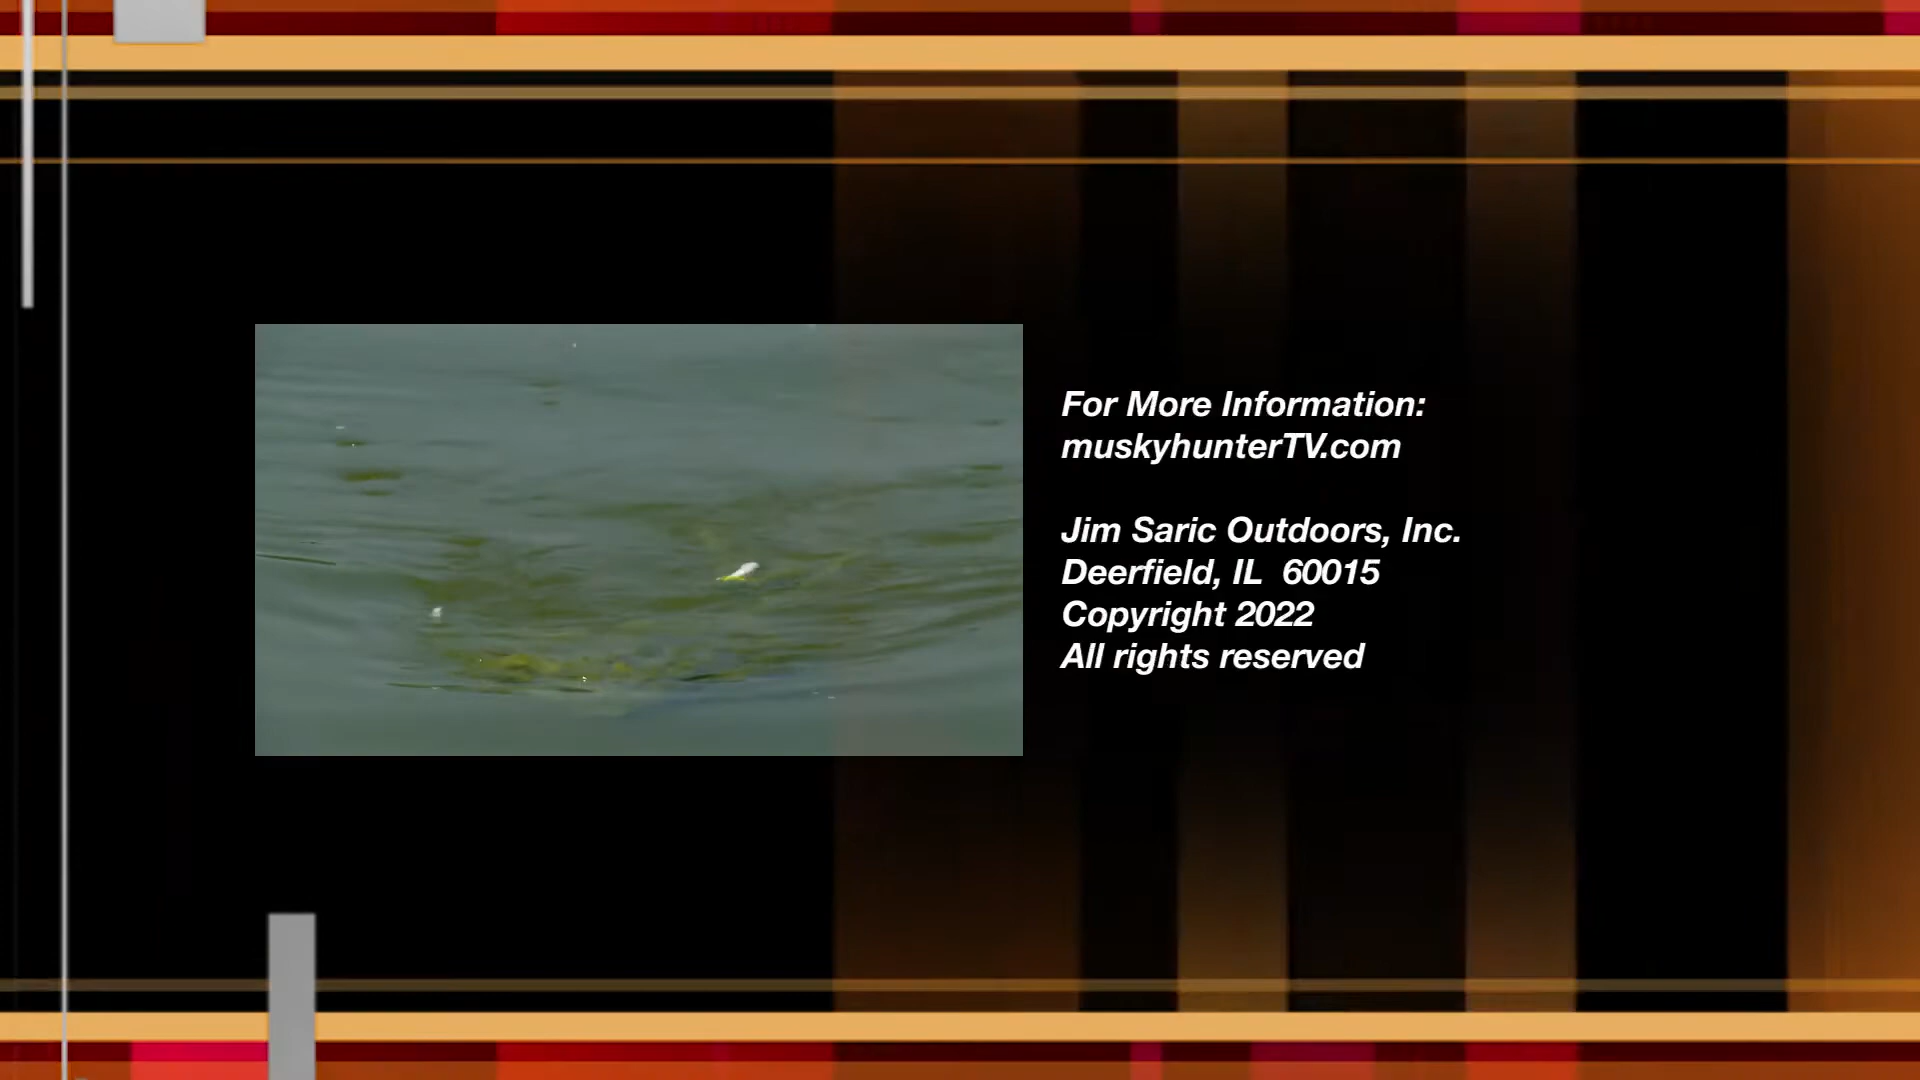 For More Information:
muskyhunterTV.com
Jim Saric Outdoors, Inc.
Deerfield, IL  60015
Copyright 2022
All rights reserved